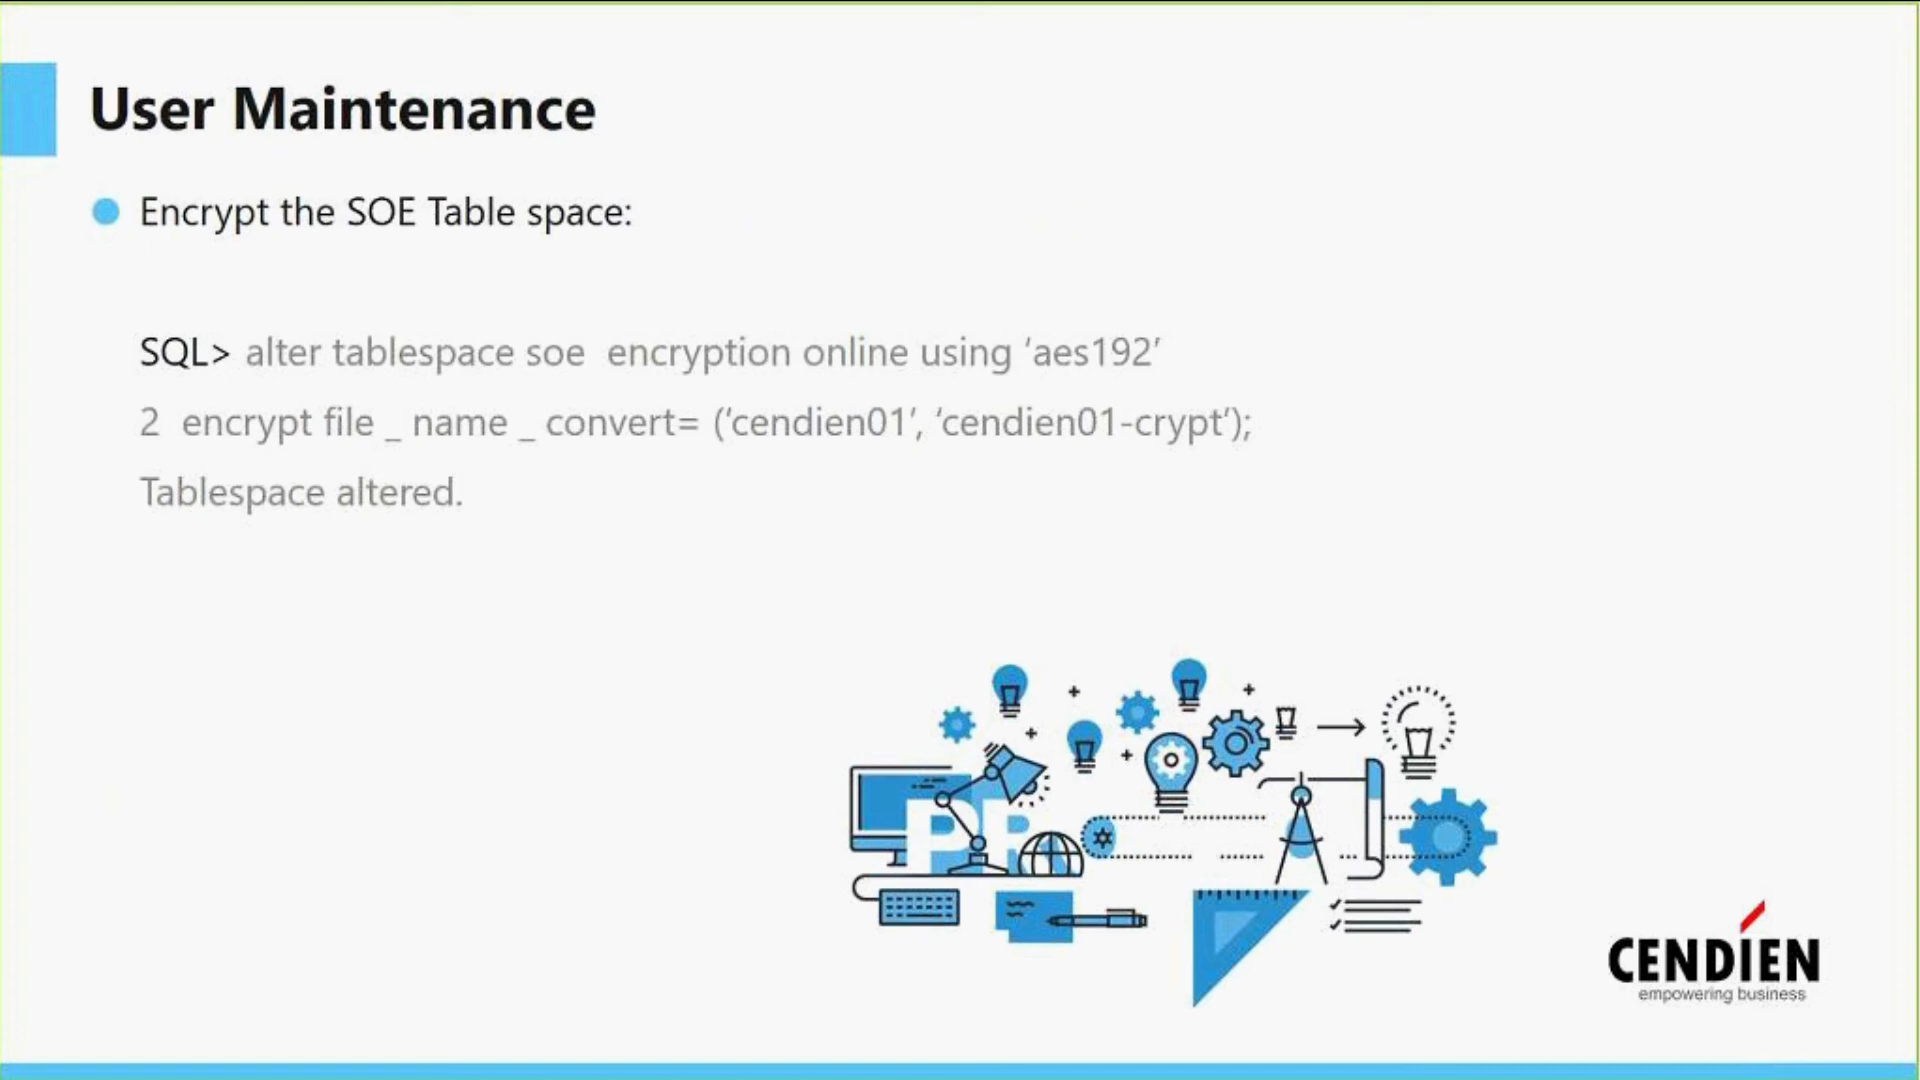 User Maintenance
Encrypt the SOE Table space:
SQL> alter tablespace soe  encryption online using ‘aes192’
2  encrypt file _ name _ convert= (‘cendien01’, ‘cendien01-crypt’);
Tablespace altered.
PR
CENDIEN
empowering business